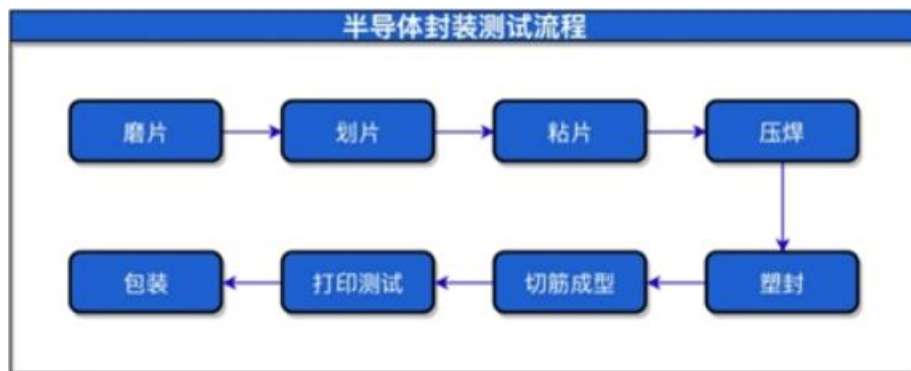 半导体封装测试流程
磨片
划片
粘片
压焊
塑封
切筋成型
打印测试
包装